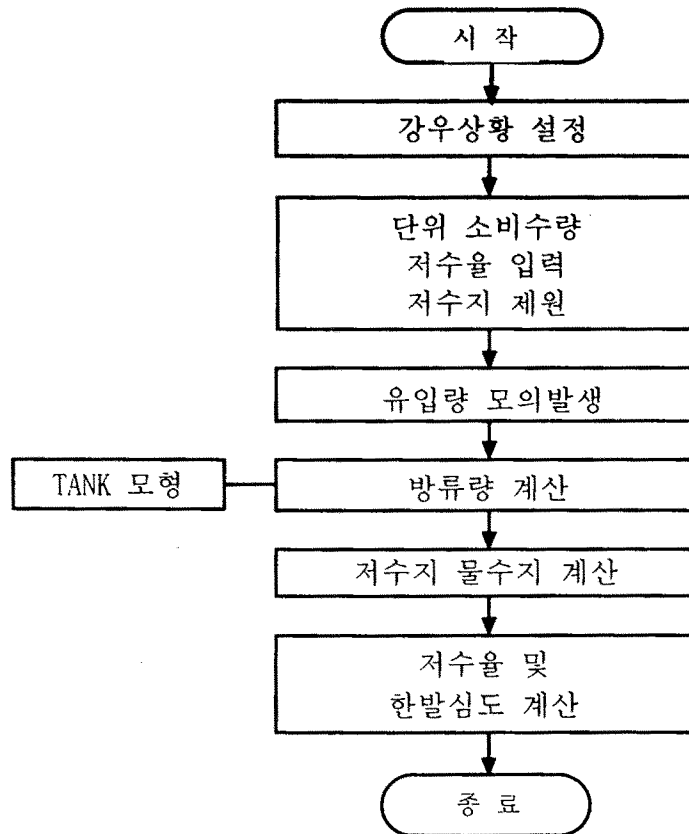 시 작
강우상황 설정
단위 소비수량
저수율 입력
저수지 제원
유입량 모의발생
TANK 모형
방류량 계산
저수지 물수지 계산
저수율 및
한발심도 계산
종 료